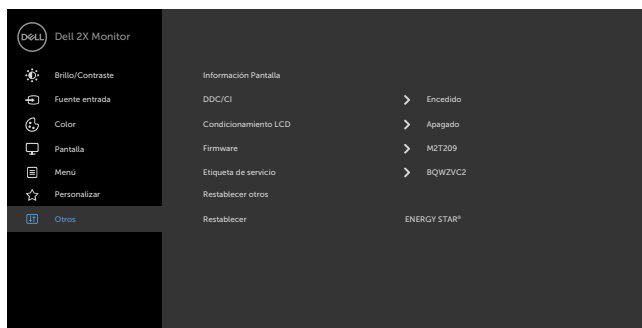 DELL Dell 2X Monitor
Brillo/Contraste
Información Pantalla
Fuente entrada
DDC/CI Encedido
Color
Condicionamiento LCD Apagado
Pantalla
Firmware M2T209
Menú
Etiqueta de servicio BQWZVC2
Personalizar
Restablecer otros
Otros
Restablecer ENERGY STAR®